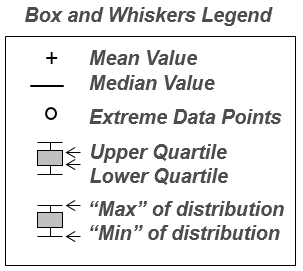 Box and Whiskers Legend
+ Mean Value
Median Value
Extreme Data Points
Upper Quartile
Lower Quartile
“Max” of distribution
“Min” of distribution